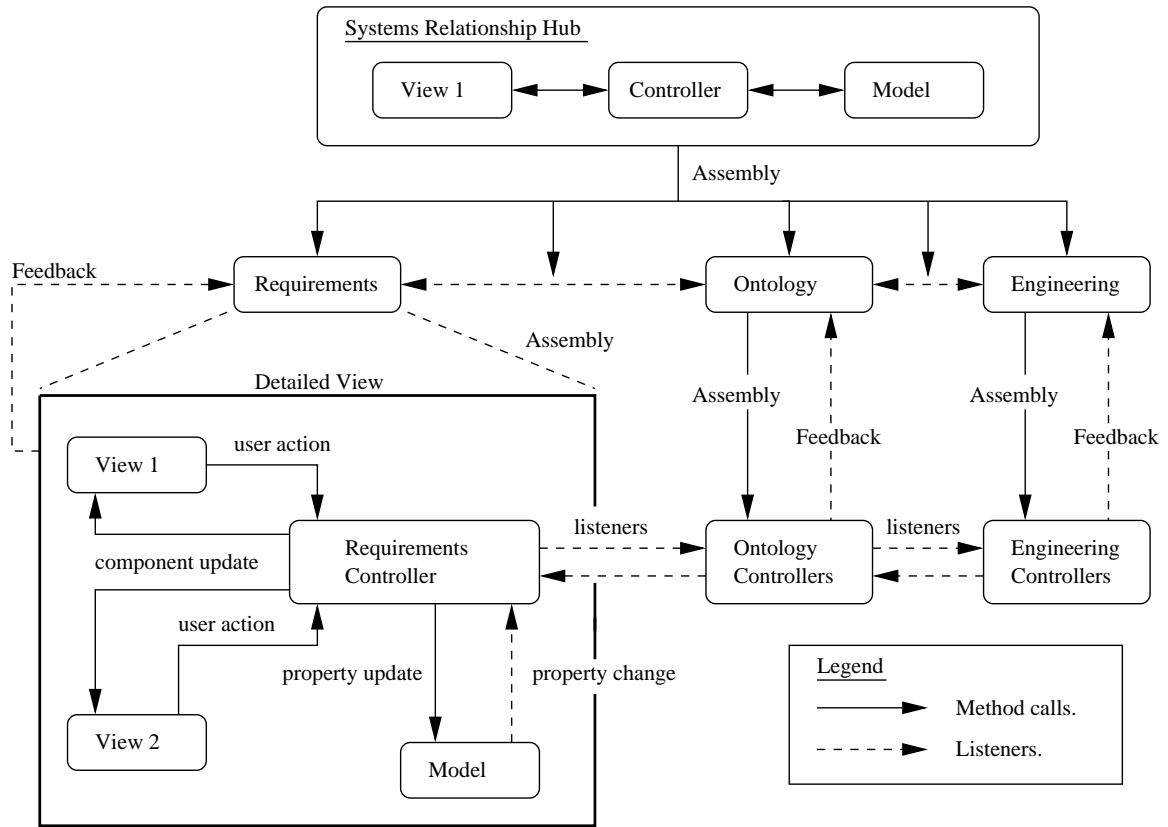 Systems Relationship Hub
View 1
Controller
Model
Assembly
Feedback
Requirements
Ontology
Engineering
Assembly
Detailed View
Assembly
Assembly
Feedback
Feedback
user action
View 1
listeners
listeners
component update
Requirements
Controller
Ontology
Controllers
Engineering
Controllers
user action
property update
property change
View 2
Model
Legend
Method calls.
Listeners.